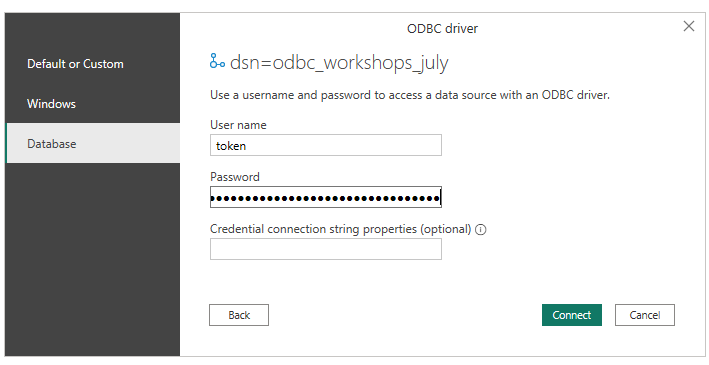 ODBC driver
Default or Custom
Windows
Database
dsn=odbc_workshops_july
Use a username and password to access a data source with an ODBC driver.
User name
token
Password
Credential connection string properties (optional)
Back
Connect
Cancel